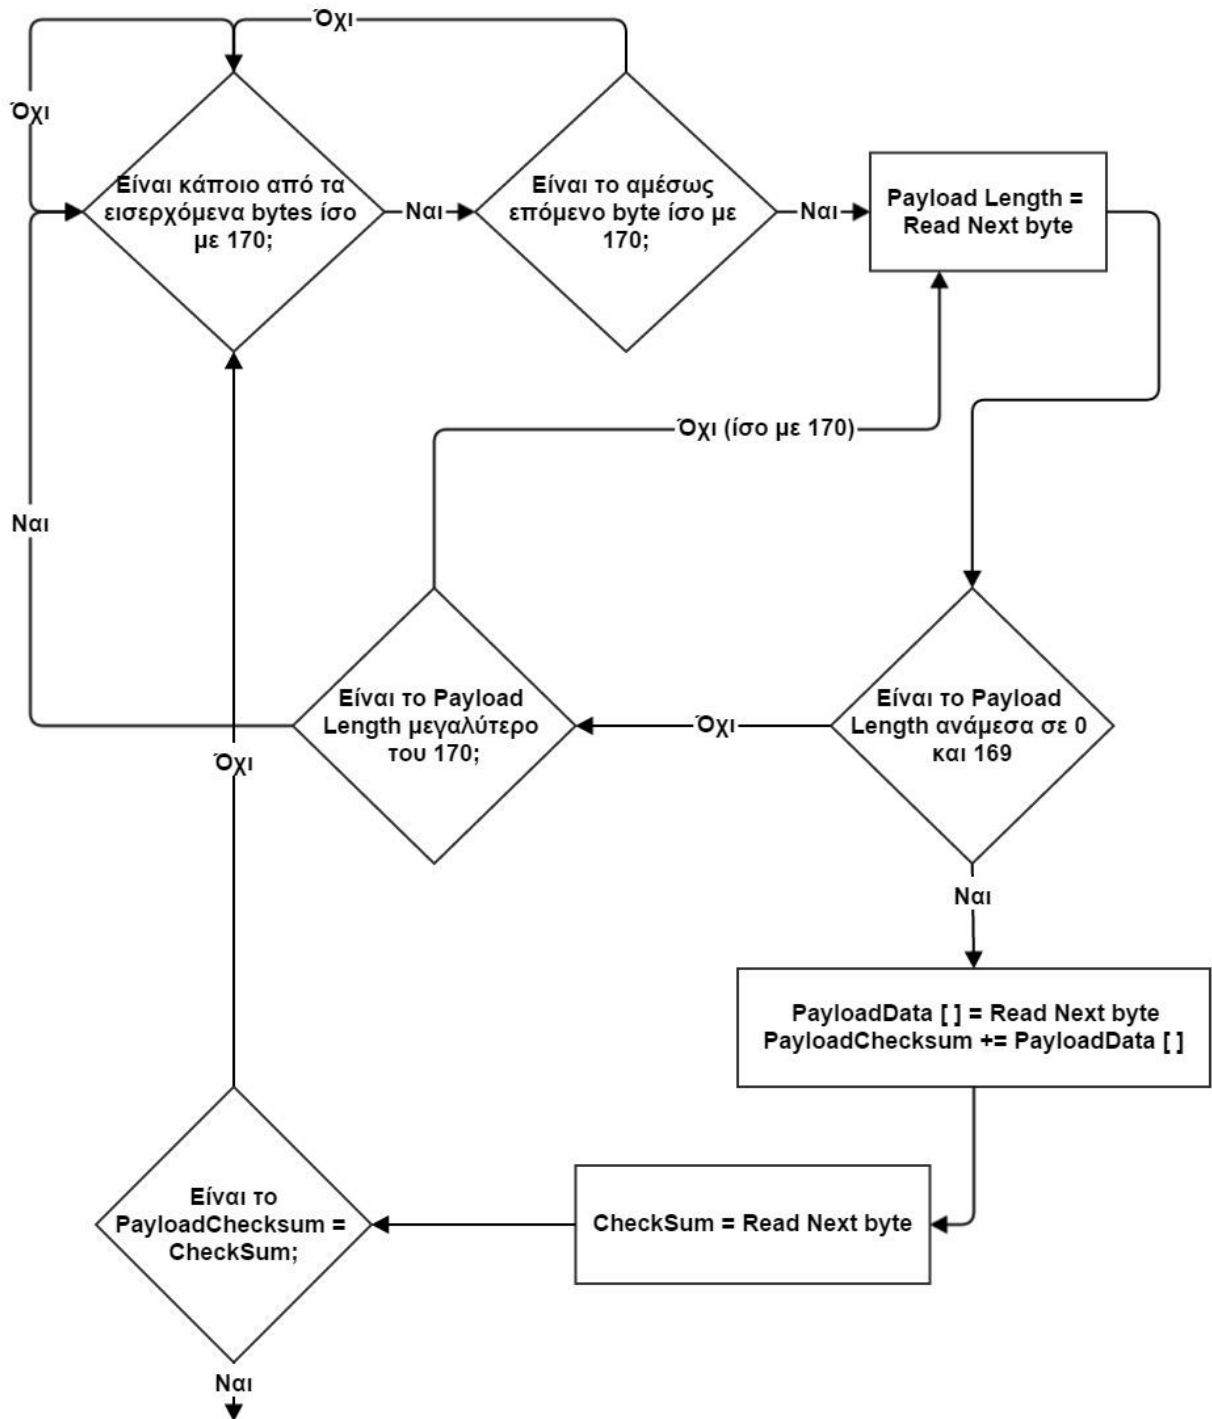 Όχι
Όχι
Είναι κάποιο από τα
εισερχόμενα bytes ίσο
με 170;
Ναι
Είναι το αμέσως
επόμενο byte ίσο με
170;
Ναι
Payload Length =
Read Next byte
Όχι (ίσο με 170)
Ναι
Είναι το Payload
Length μεγαλύτερο
του 170;
Όχι
Είναι το Payload
Length ανάμεσα σε 0
και 169
Όχι
Ναι
PayloadData [ ] = Read Next byte
PayloadChecksum += PayloadData [ ]
Είναι το
PayloadChecksum =
CheckSum;
CheckSum = Read Next byte
Ναι